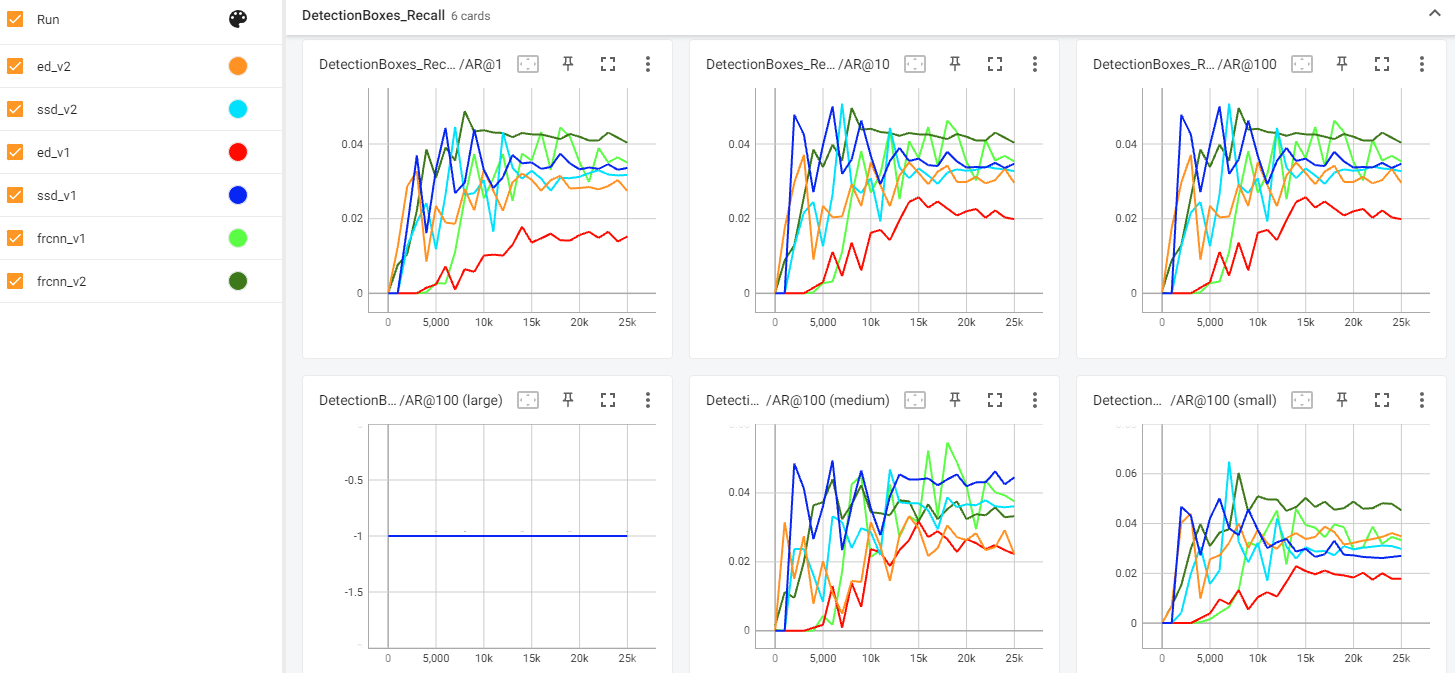 Run
ed_v2
ssd_v2
ed_v1
ssd_v1
frcnn_v1
frcnn_v2
DetectionBoxes_Recall 6 cards
DetectionBoxes_Rec... /AR@1
0.04
0.02
0
0 5,000 10k 15k 20k 25k
DetectionBoxes_Re... /AR@10
0.04
0.02
0
0 5,000 10k 15k 20k 25k
DetectionBoxes_R... /AR@100
0.04
0.02
0
0 5,000 10k 15k 20k 25k
DetectionB... /AR@100 (large)
-0.5
-1
-1.5
0 5,000 10k 15k 20k 25k
Detecti... /AR@100 (medium)
0.04
0.02
0
0 5,000 10k 15k 20k 25k
Detection... /AR@100 (small)
0.06
0.04
0.02
0
0 5,000 10k 15k 20k 25k